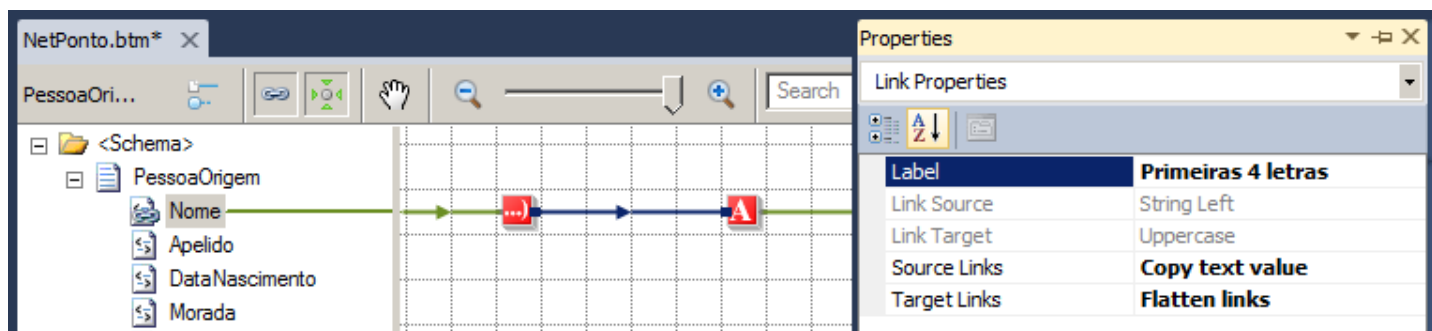 NetPonto.btm*
PessoaOri...
Search
<Schema>
PessoaOrigem
Nome
Apelido
DataNascimento
Morada
...)
A
Properties
Link Properties
A
Z
Label Primeiras 4 letras
Link Source String Left
Link Target Uppercase
Source Links Copy text value
Target Links Flatten links